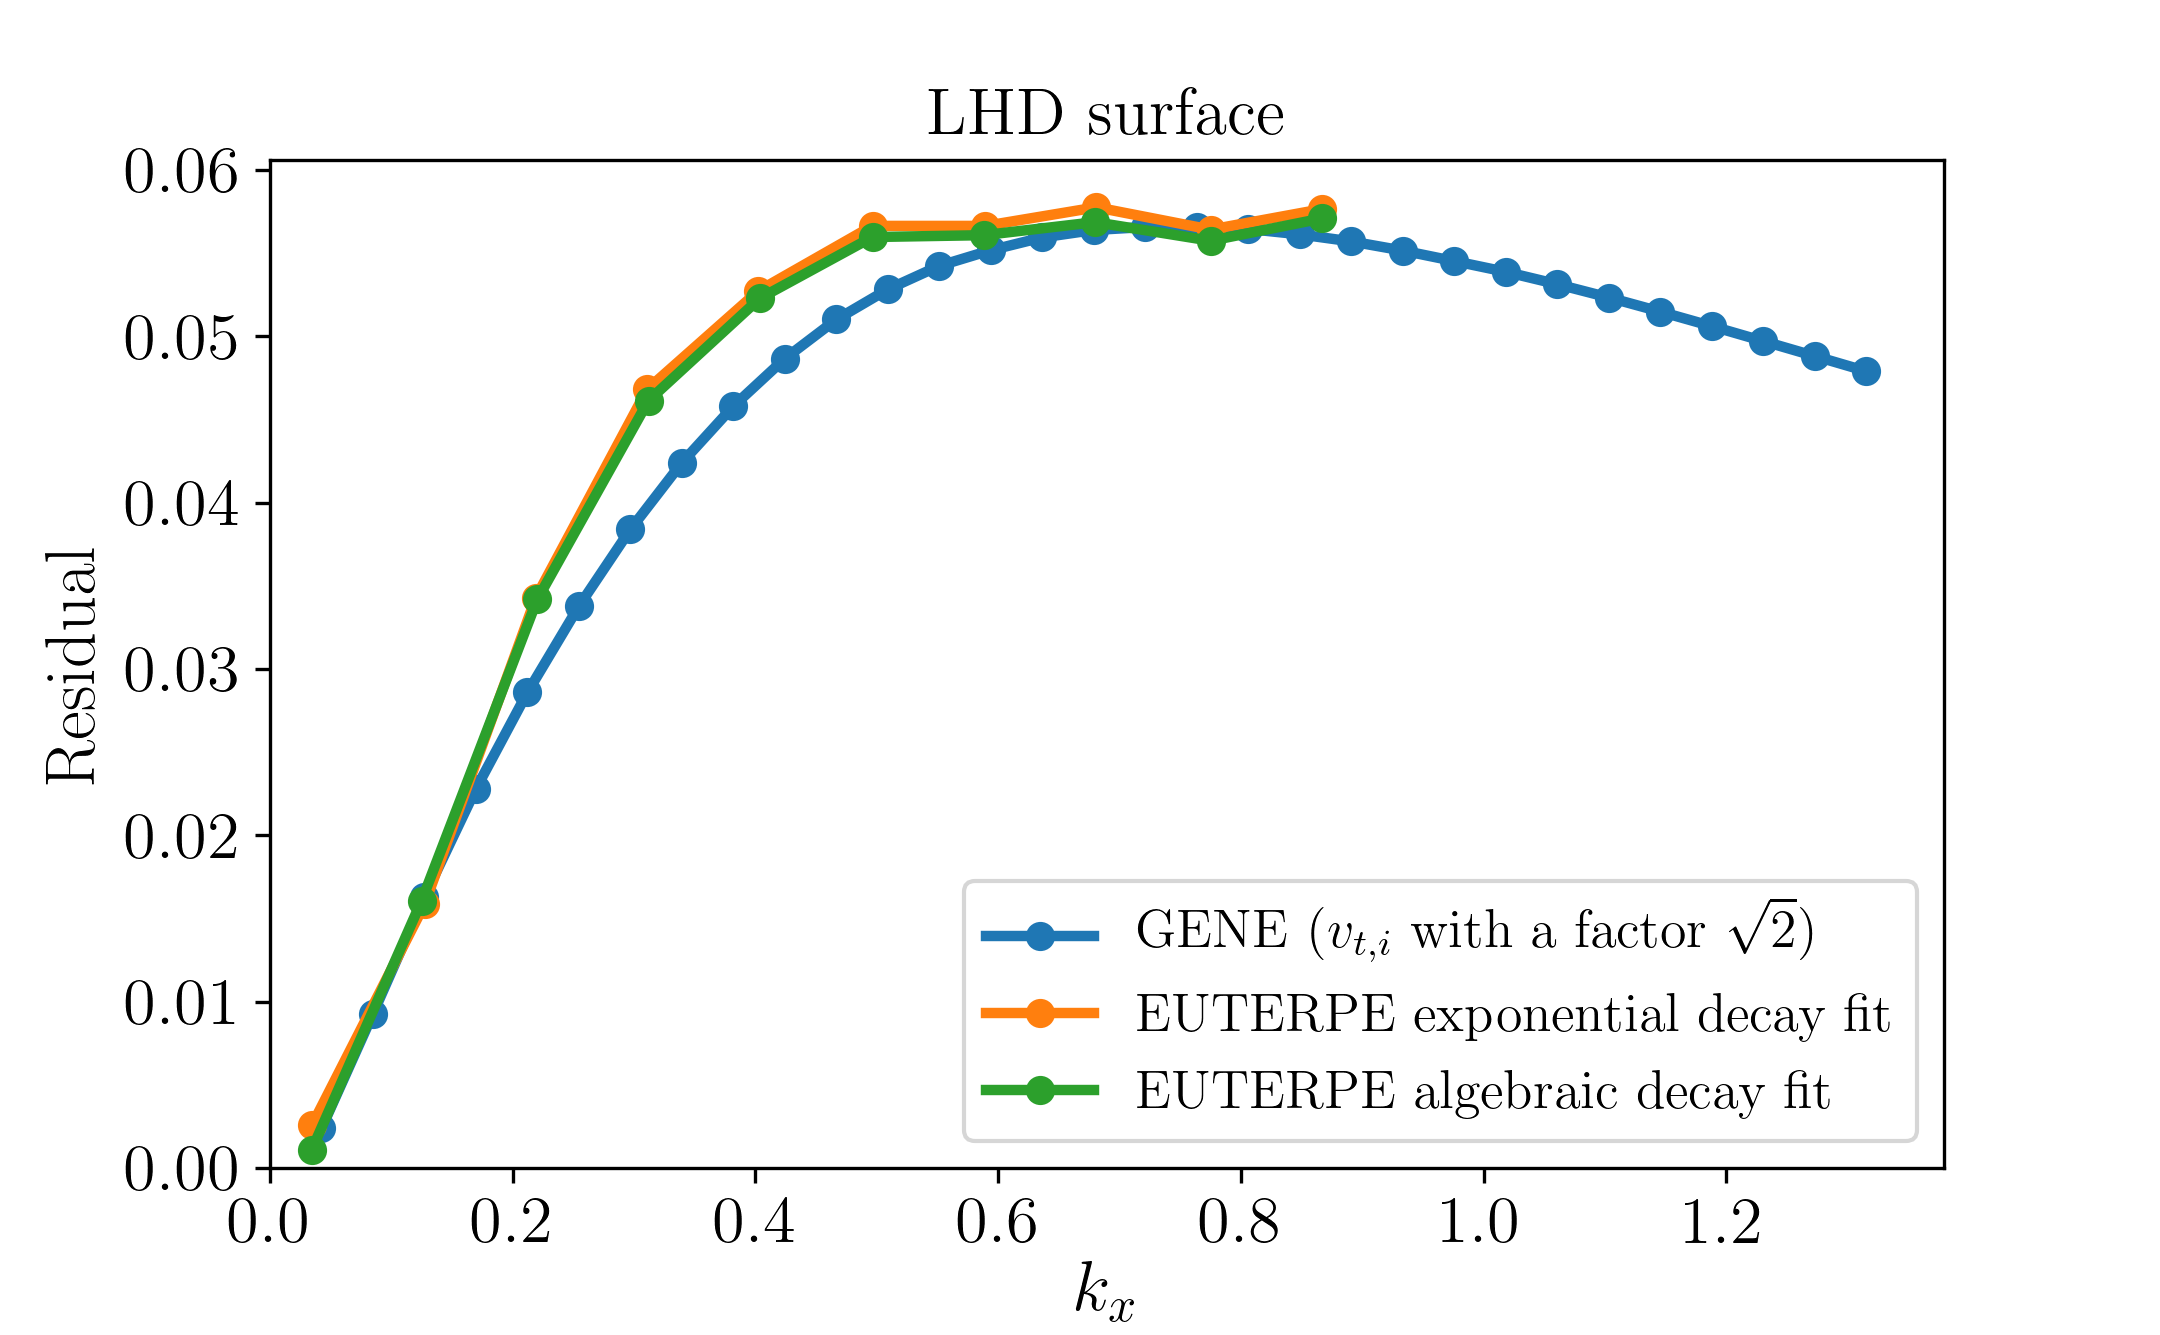 LHD surface
0.06
0.05
0.04
0.03
0.02
0.01
0.00
Residual
0.0 0.2 0.4 0.6 0.8 1.0 1.2
k_x
GENE (v_{t,i} with a factor √2)
EUTERPE exponential decay fit
EUTERPE algebraic decay fit